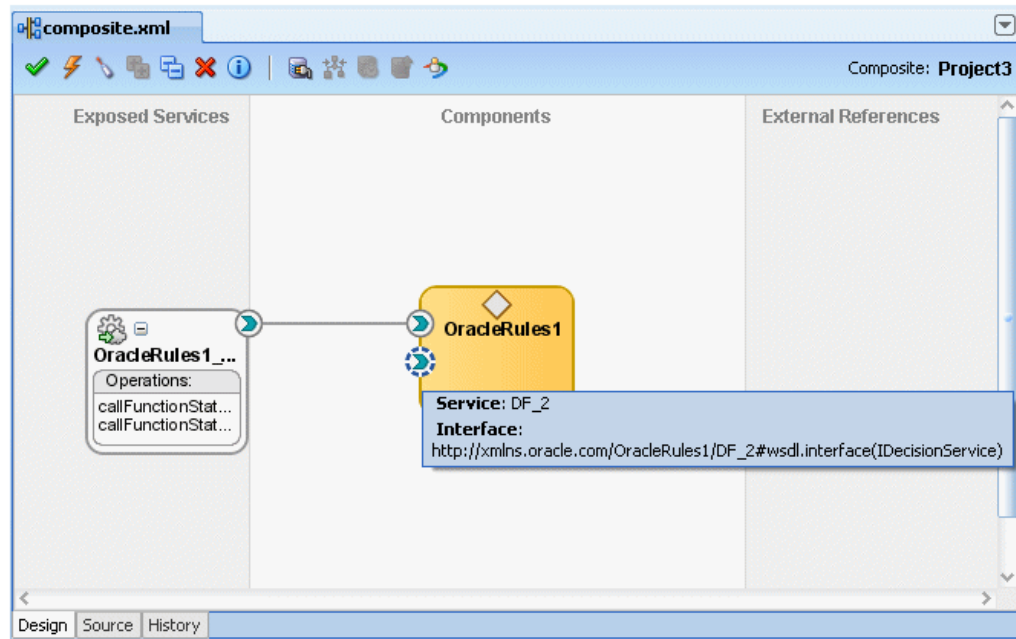 composite.xml
Composite: Project3
Exposed Services
Components
External References
OracleRules1
OracleRules1_...
Operations:
callFunctionStat...
callFunctionStat...
Service: DF_2
Interface:
http://xmlns.oracle.com/OracleRules1/DF_2#wsdl.interface(IDecisionService)
Design Source History